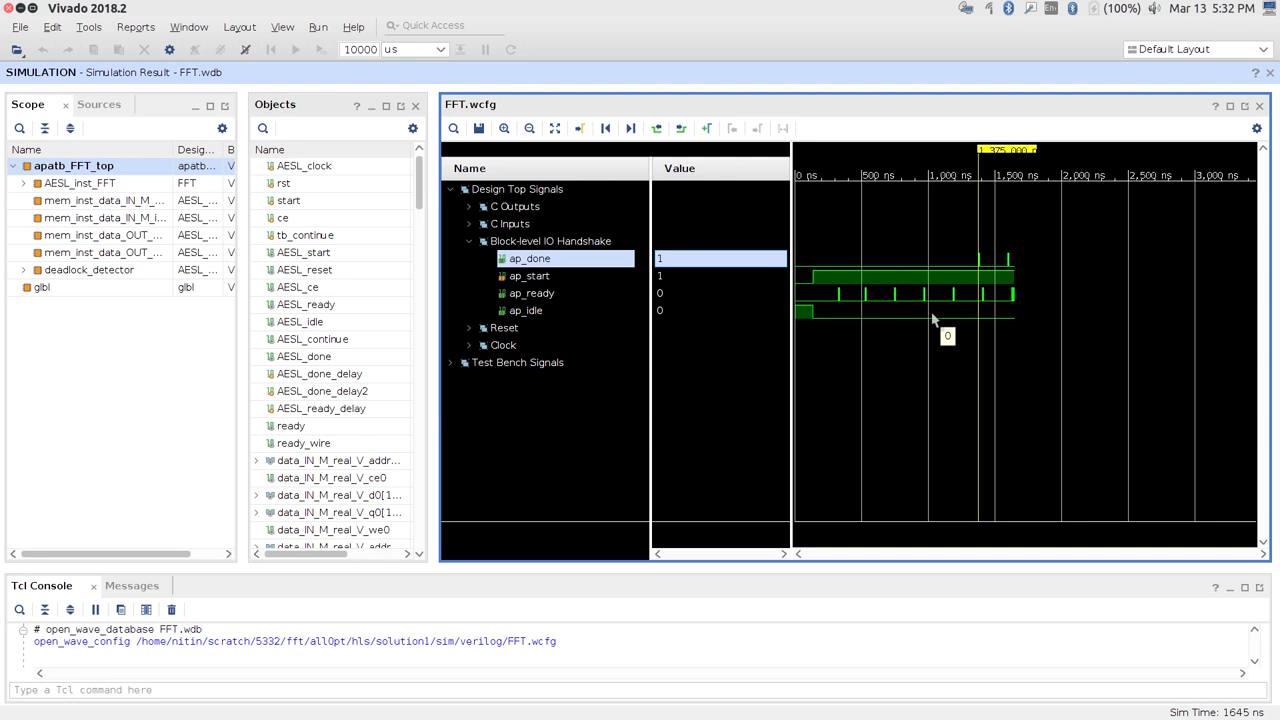 Vivado 2018.2
En
(100%)
Mar 13 5:32 PM
File Edit Tools Reports Window Layout View Run Help Quick Access
10000 us
Default Layout
SIMULATION - Simulation Result - FFT.wdb
Scope
Sources
Name Desig... B
apatb_FFT_top apatb... V
AESL_inst_FFT FFT V
mem_inst_data_IN_M_... AESL_... V
mem_inst_data_IN_M_i... AESL_... V
mem_inst_data_OUT_... AESL_... V
mem_inst_data_OUT_... AESL_... V
deadlock_detector AESL_... V
glbl glbl V
Objects
Name
AESL_clock
rst
start
ce
tb_continue
AESL_start
AESL_reset
AESL_ce
AESL_ready
AESL_idle
AESL_continue
AESL_done
AESL_done_delay
AESL_done_delay2
AESL_ready_delay
ready
ready_wire
data_IN_M_real_V_addr...
data_IN_M_real_V_ce0
data_IN_M_real_V_d0[1...
data_IN_M_real_V_q0[1...
data_IN_M_real_V_we0
data_IN_M_real_V_addr...
FFT.wcfg
Name Value
Design Top Signals
C Outputs
C Inputs
Block-level IO Handshake
ap_done 1
ap_start 1
ap_ready 0
ap_idle 0
Reset
Clock
Test Bench Signals
1,375.000 n
0 ns 500 ns 1,000 ns 1,500 ns 2,000 ns 2,500 ns 3,000 ns
0
Tcl Console
Messages
# open_wave_database FFT.wdb
open_wave_config /home/nitin/scratch/5332/fft/allOpt/hls/solution1/sim/verilog/FFT.wcfg
Type a Tcl command here
Sim Time: 1645 ns